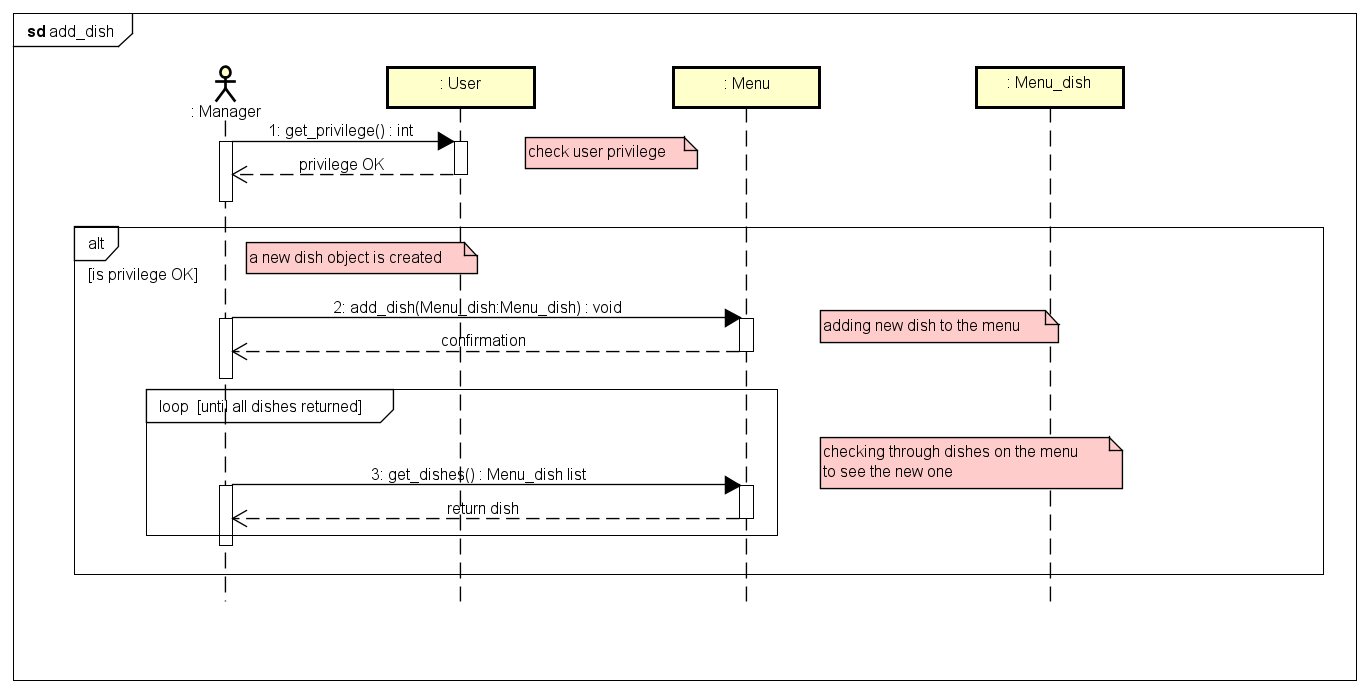 sd add_dish
: Manager
: User
: Menu
: Menu_dish
1: get_privilege() : int
check user privilege
privilege OK
alt
[is privilege OK]
a new dish object is created
2: add_dish(Menu_dish:Menu_dish) : void
adding new dish to the menu
confirmation
loop [until all dishes returned]
checking through dishes on the menu
to see the new one
3: get_dishes() : Menu_dish list
return dish